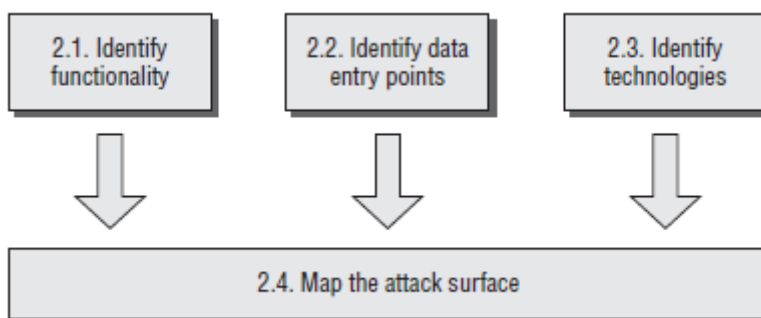 2.1. Identify
functionality
2.2. Identify data
entry points
2.3. Identify
technologies
2.4. Map the attack surface